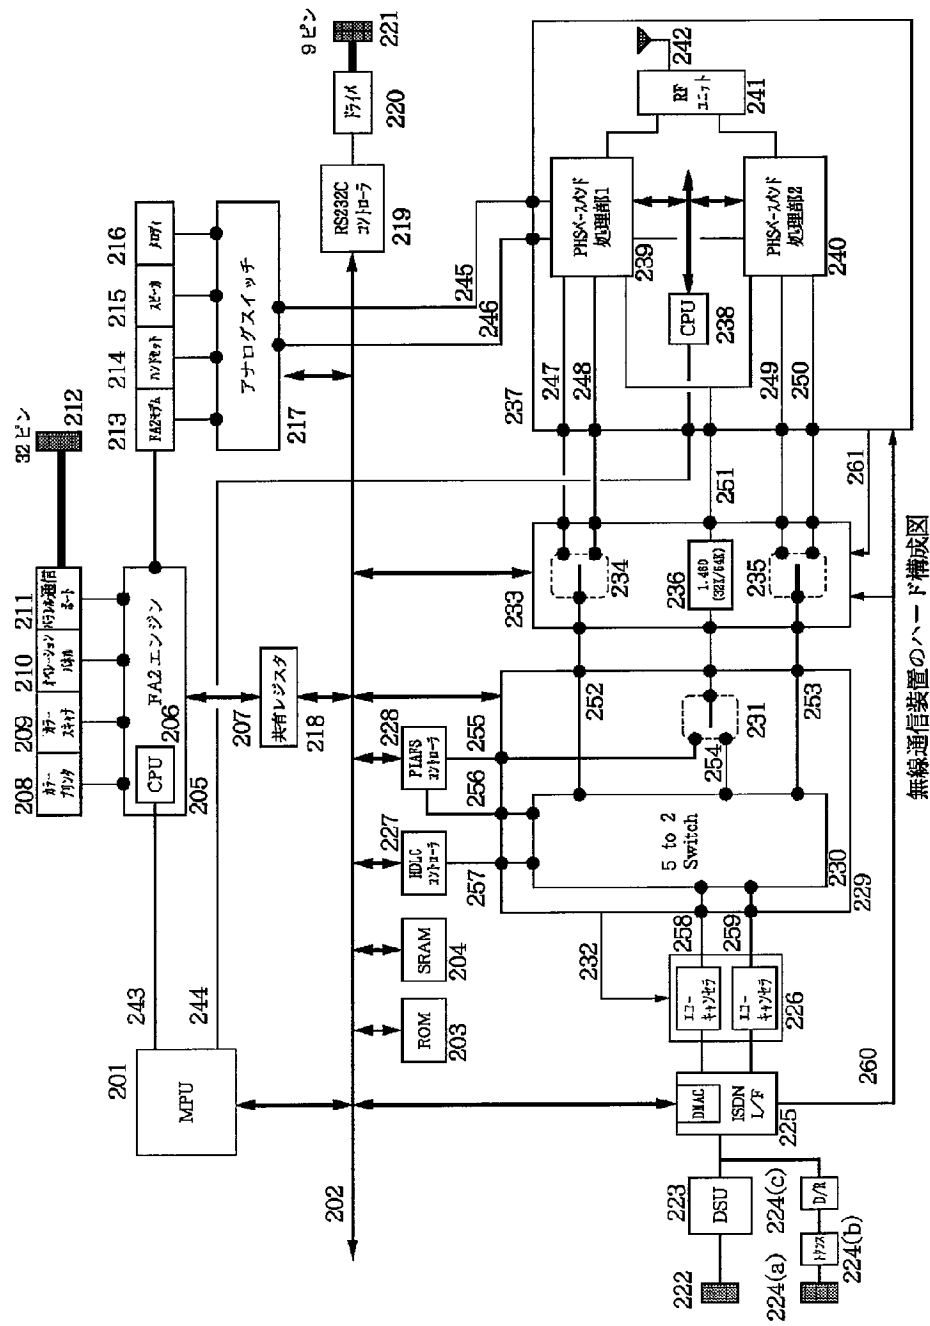 201
MPU
243
244
202
208
カラー
プリンタ
209
カラー
スキャナ
210
オペレーション
パネル
211
パラレル通信
ポート
32ピン
212
CPU
206
FA2エンジン
205
207
共有レジスタ
218
213
FA2モデム
214
ハンドセット
215
スピーカ
216
メロディ
アナログスイッチ
217
RS232C
コントローラ
219
ドライバ
220
9ピン
221
245
246
ROM
203
SRAM
204
227
HDLC
コントローラ
257
228
PIAFS
コントローラ
255
256
222
223
DSU
224(a)
トランス
224(b)
224(c)
D/R
DMAC
ISDN
I/F
225
260
232
エコー
キャンセラ
エコー
キャンセラ
226
258
259
5 to 2
Switch
230
229
252
231
254
253
233
234
236
1.460
(32K/64K)
235
251
261
237
247
248
249
250
CPU
238
PHSベースバンド
処理部1
239
PHSベースバンド
処理部2
240
RF
ユニット
241
242
無線通信装置のハード構成図